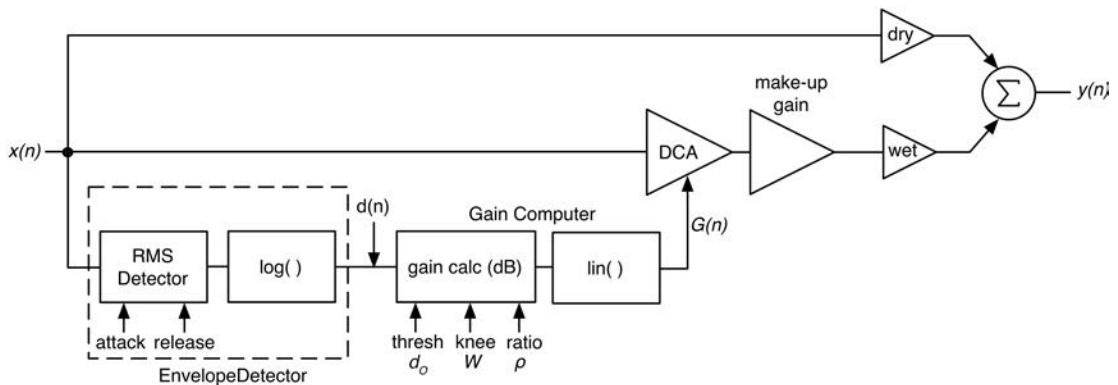 dry
make-up
gain
y(n)
x(n)
DCA
wet
Σ
d(n)
Gain Computer
G(n)
RMS
Detector
log( )
gain calc (dB)
lin( )
attack
release
thresh
d₀
knee
W
ratio
ρ
EnvelopeDetector